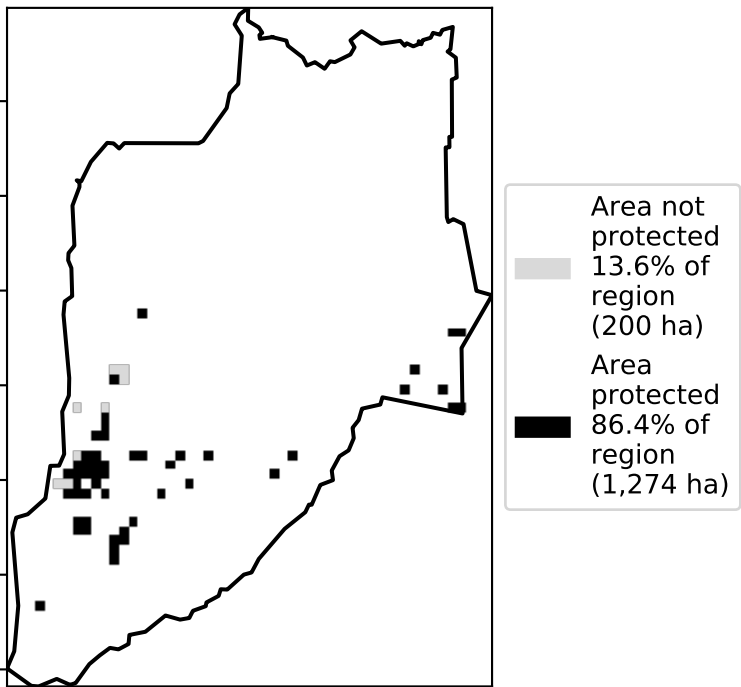 Area not
protected
13.6% of
region
(200 ha)
Area
protected
86.4% of
region
(1,274 ha)